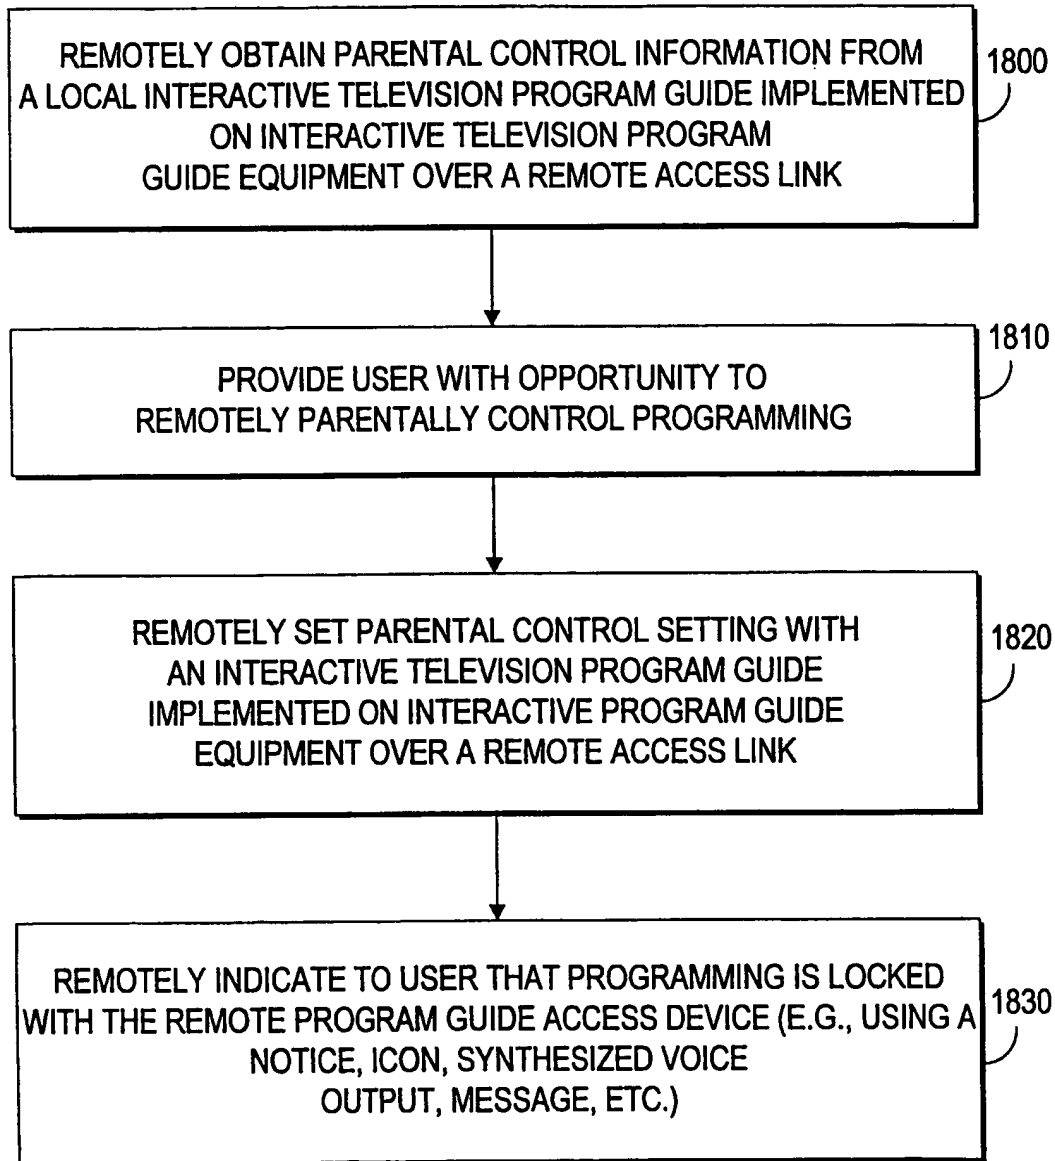 REMOTELY OBTAIN PARENTAL CONTROL INFORMATION FROM
A LOCAL INTERACTIVE TELEVISION PROGRAM GUIDE IMPLEMENTED
ON INTERACTIVE TELEVISION PROGRAM
GUIDE EQUIPMENT OVER A REMOTE ACCESS LINK
1800
PROVIDE USER WITH OPPORTUNITY TO
REMOTELY PARENTALLY CONTROL PROGRAMMING
1810
REMOTELY SET PARENTAL CONTROL SETTING WITH
AN INTERACTIVE TELEVISION PROGRAM GUIDE
IMPLEMENTED ON INTERACTIVE PROGRAM GUIDE
EQUIPMENT OVER A REMOTE ACCESS LINK
1820
REMOTELY INDICATE TO USER THAT PROGRAMMING IS LOCKED
WITH THE REMOTE PROGRAM GUIDE ACCESS DEVICE (E.G., USING A
NOTICE, ICON, SYNTHESIZED VOICE
OUTPUT, MESSAGE, ETC.)
1830